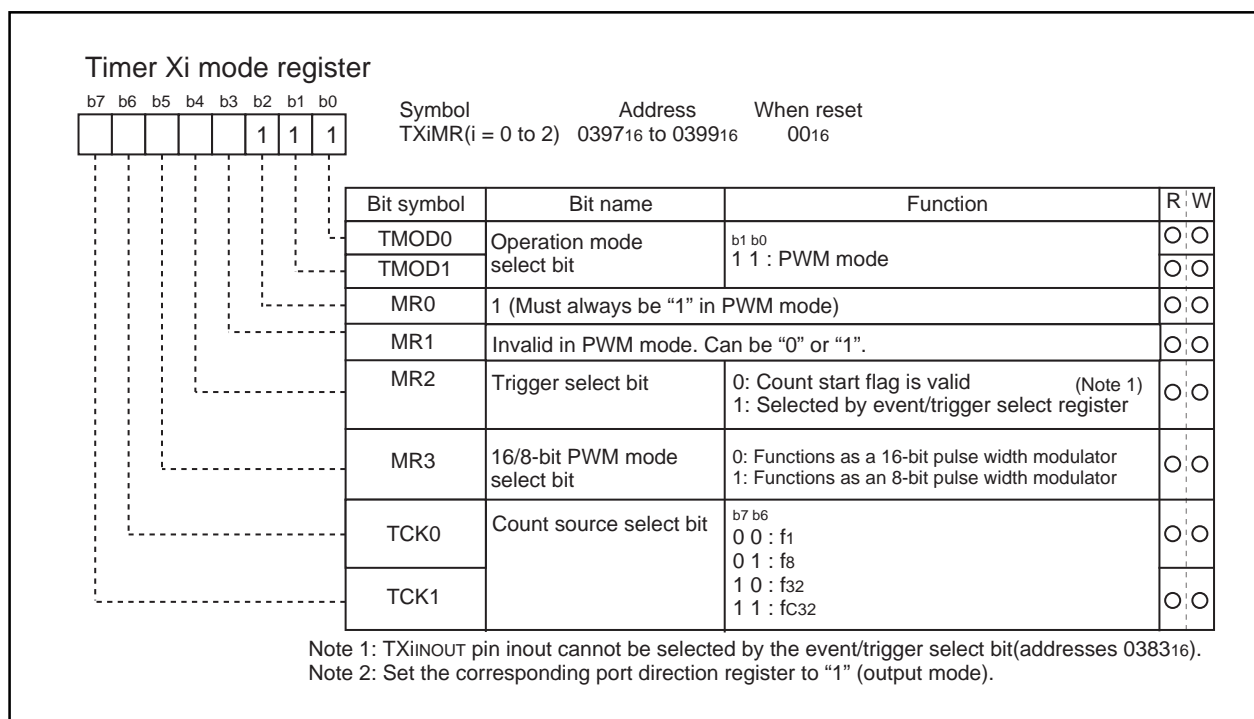 Timer Xi mode register
b7 b6 b5 b4 b3 b2 b1 b0
1 1 1
Symbol Address When reset
TXiMR(i = 0 to 2) 039716 to 039916 0016
Bit symbol Bit name Function R W
TMOD0
TMOD1
Operation mode
select bit
b1 b0
1 1 : PWM mode
MR0 1 (Must always be “1” in PWM mode)
MR1 Invalid in PWM mode. Can be “0” or “1”.
MR2 Trigger select bit 0: Count start flag is valid (Note 1)
1: Selected by event/trigger select register
MR3 16/8-bit PWM mode
select bit
0: Functions as a 16-bit pulse width modulator
1: Functions as an 8-bit pulse width modulator
TCK0
TCK1
Count source select bit
b7 b6
0 0 : f1
0 1 : f8
1 0 : f32
1 1 : fC32
Note 1: TXiINOUT pin inout cannot be selected by the event/trigger select bit(addresses 038316).
Note 2: Set the corresponding port direction register to “1” (output mode).